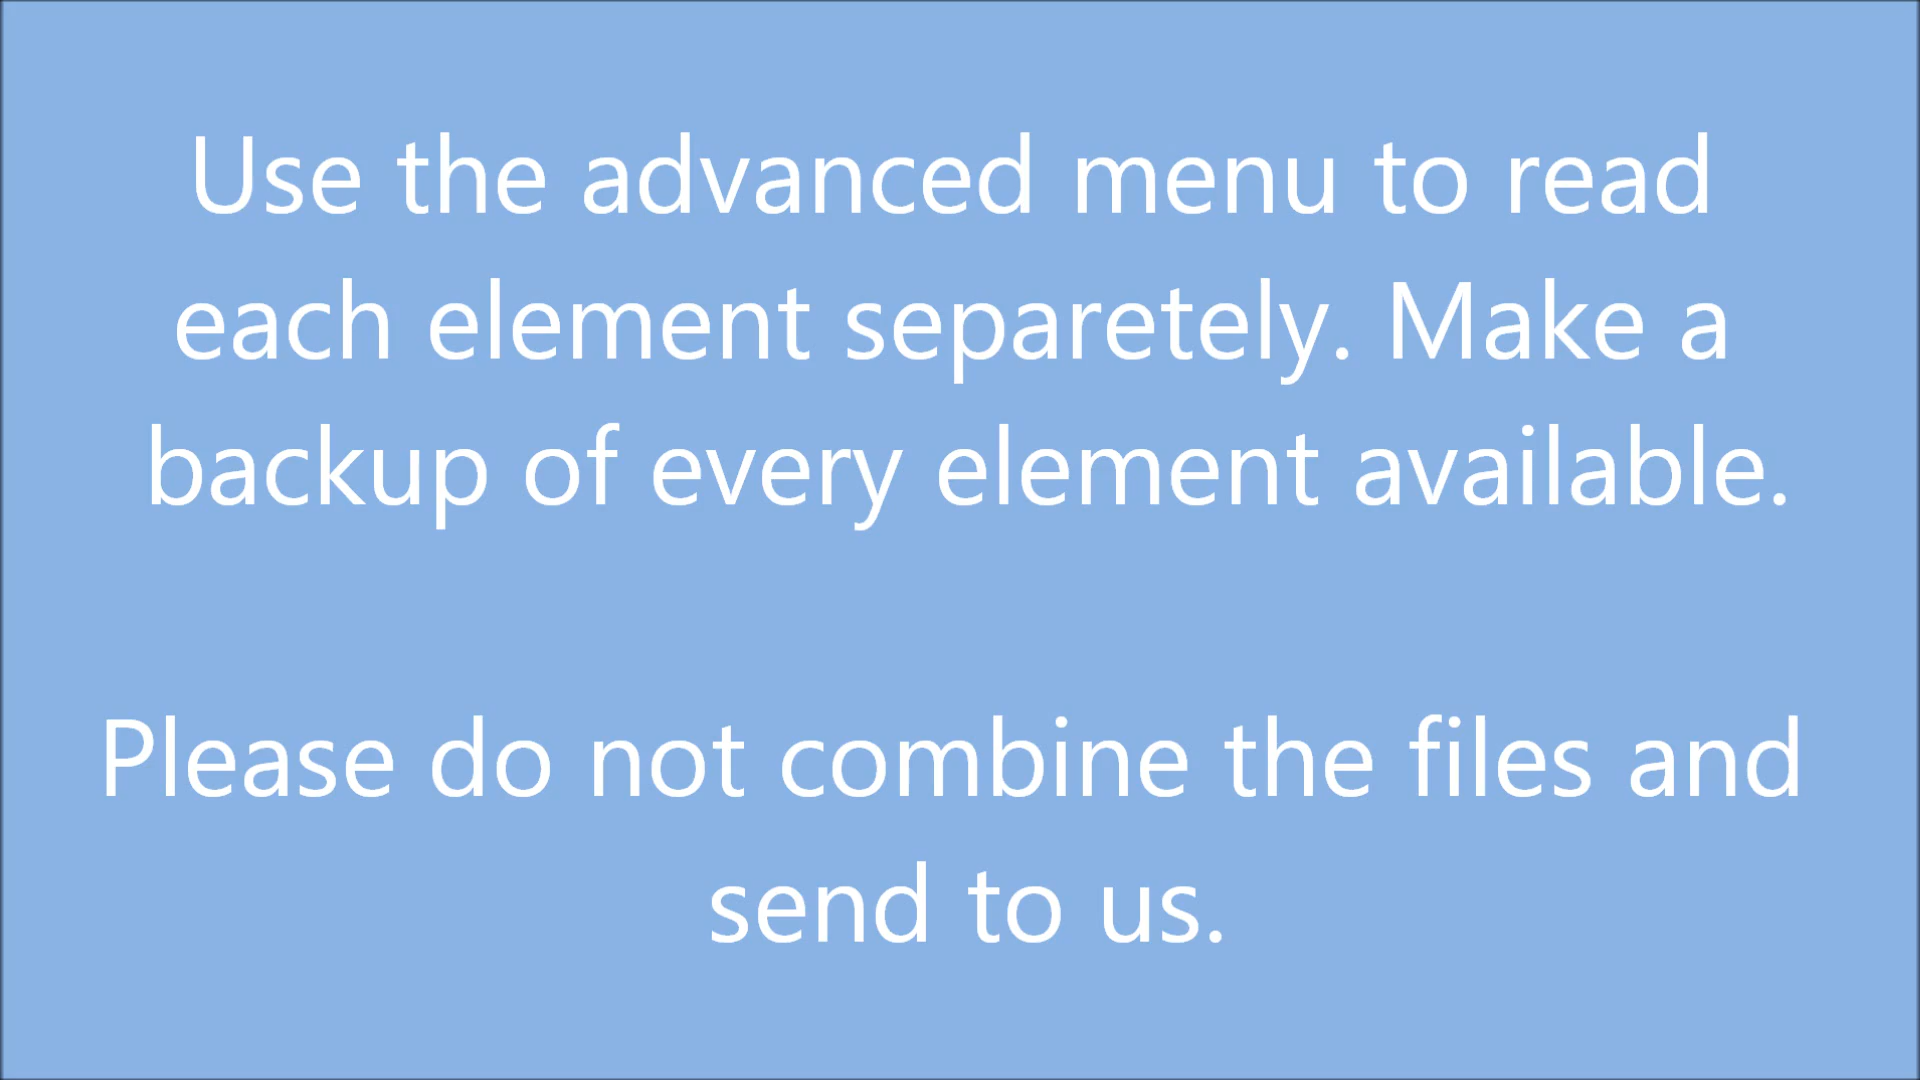 Use the advanced menu to read
each element separetely. Make a
backup of every element available.
Please do not combine the files and
send to us.